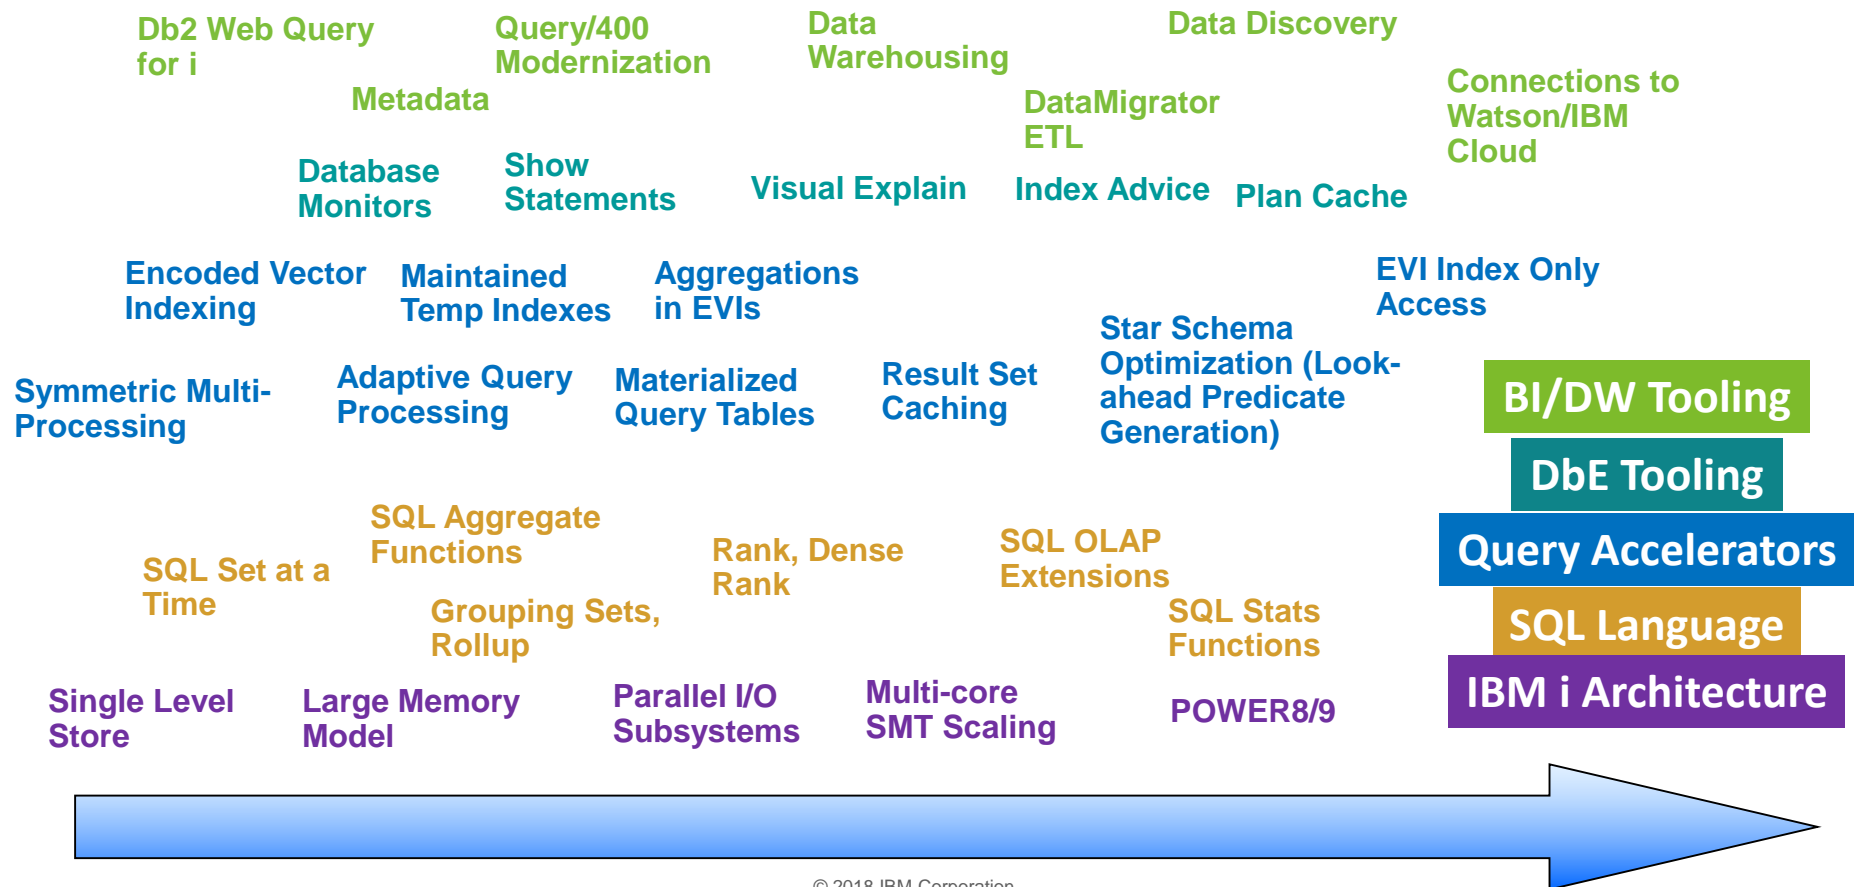 Db2 Web Query
for i
Query/400
Modernization
Data
Warehousing
Data Discovery
Metadata
DataMigrator
ETL
Connections to
Watson/IBM
Cloud
Database
Monitors
Show
Statements
Visual Explain
Index Advice
Plan Cache
Encoded Vector
Indexing
Maintained
Temp Indexes
Aggregations
in EVIs
EVI Index Only
Access
Symmetric Multi-
Processing
Adaptive Query
Processing
Materialized
Query Tables
Result Set
Caching
Star Schema
Optimization (Look-
ahead Predicate
Generation)
SQL Set at a
Time
SQL Aggregate
Functions
Grouping Sets,
Rollup
Rank, Dense
Rank
SQL OLAP
Extensions
SQL Stats
Functions
Single Level
Store
Large Memory
Model
Parallel I/O
Subsystems
Multi-core
SMT Scaling
POWER8/9
BI/DW Tooling
DbE Tooling
Query Accelerators
SQL Language
IBM i Architecture
© 2018 IBM Corporation